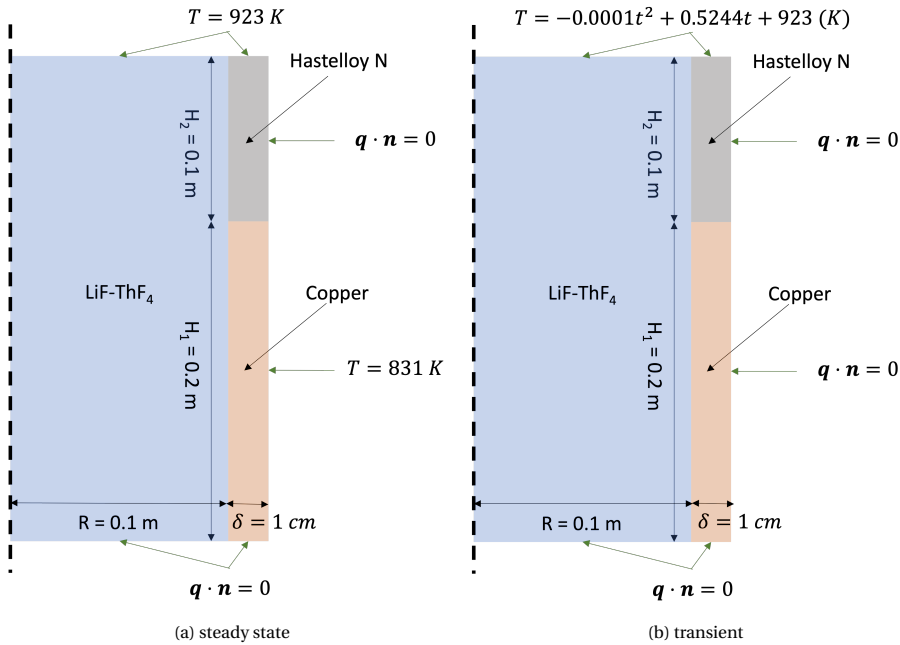 T = 923 K
Hastelloy N
H₂ = 0.1 m
q · n = 0
LiF-ThF₄
Copper
H₁ = 0.2 m
T = 831 K
R = 0.1 m
δ = 1 cm
q · n = 0
(a) steady state
T = −0.0001t² + 0.5244t + 923 (K)
Hastelloy N
H₂ = 0.1 m
q · n = 0
LiF-ThF₄
Copper
H₁ = 0.2 m
q · n = 0
R = 0.1 m
δ = 1 cm
q · n = 0
(b) transient